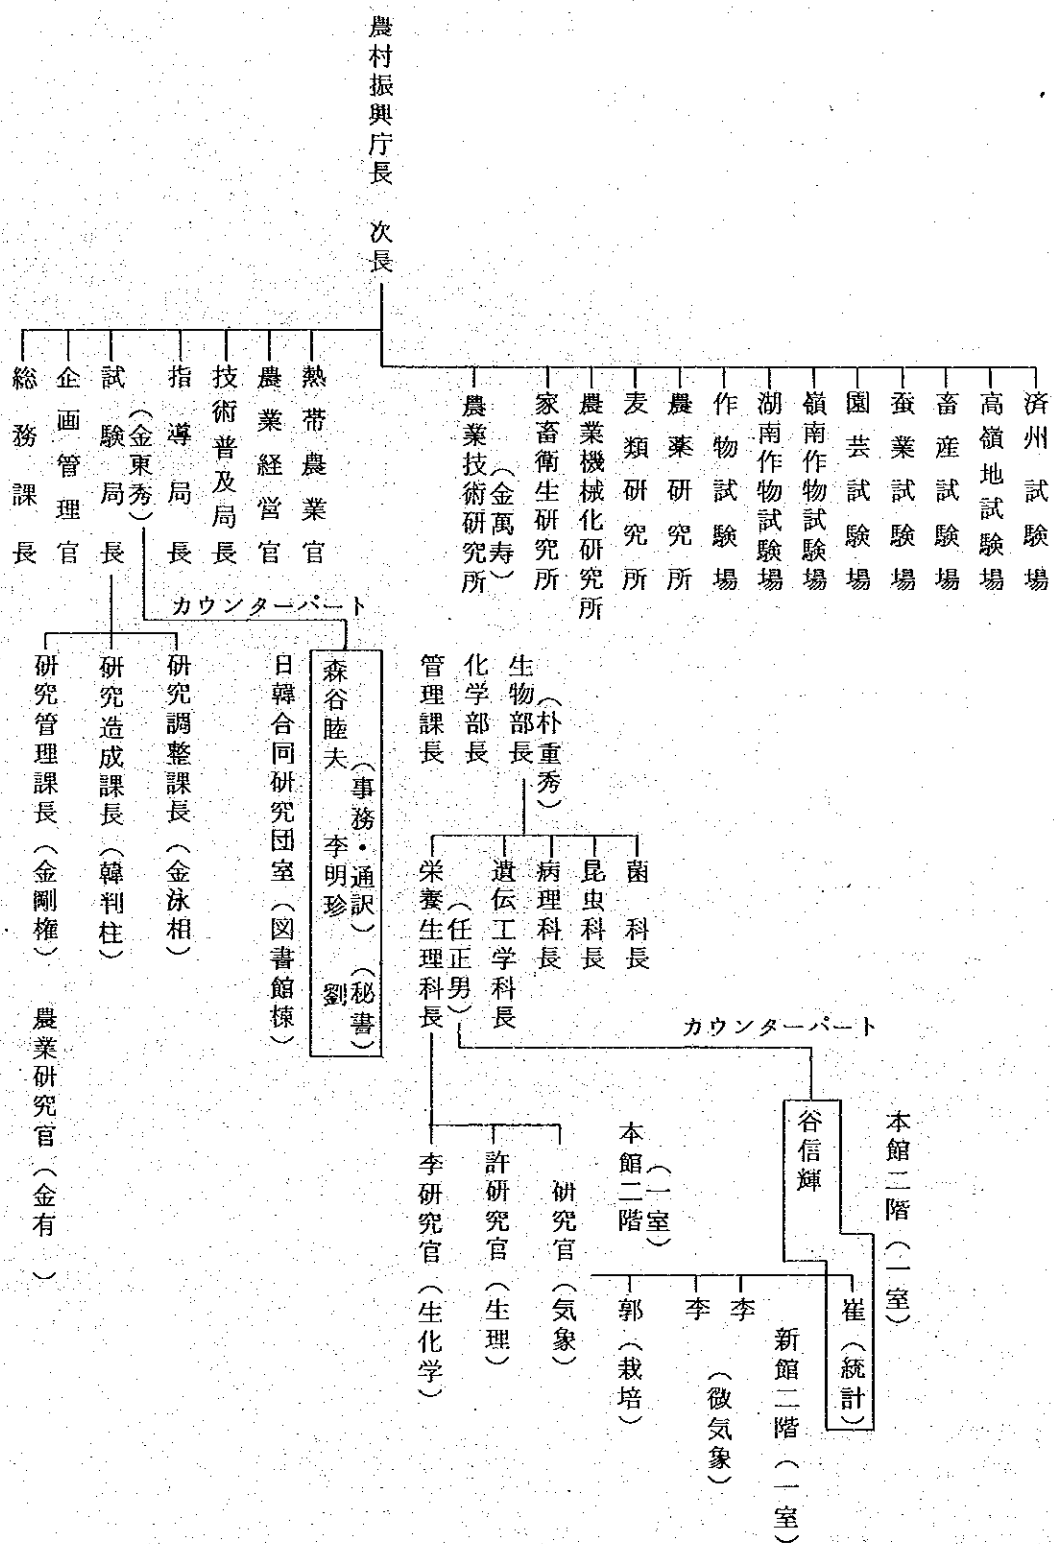 農村振興庁長　次長
済州試験場
高嶺地試験場
畜産試験場
蚕業試験場
園芸試験場
嶺南作物試験場
湖南作物試験場
作物試験場
農薬研究所
麦類研究所
農業機械化研究所
家畜衛生研究所
農業技術研究所
（金萬寿）
熱帯農業官
農業経営官
技術普及局長
指導局長
試験局長
（金東秀）
企画管理官
総務課長
カウンターパート
生物部長
（朴重秀）
化学部長
管理課長
森谷睦夫　李明珍　劉
（事務・通訳）（秘書）
日韓合同研究団室（図書館棟）
研究調整課長（金泳相）
研究造成課長（韓判柱）
研究管理課長（金剛権）
農業研究官（金有　）
菌　科長
昆虫科長
病理科長
遺伝工学科長
栄養生理科長
（任正男）
カウンターパート
本館二階（一室）
谷信輝
本館二階
（一室）
研究官（気象）
許研究官（生理）
李研究官（生化学）
崔（統計）
新館二階（一室）
李
李
（微気象）
郭（栽培）